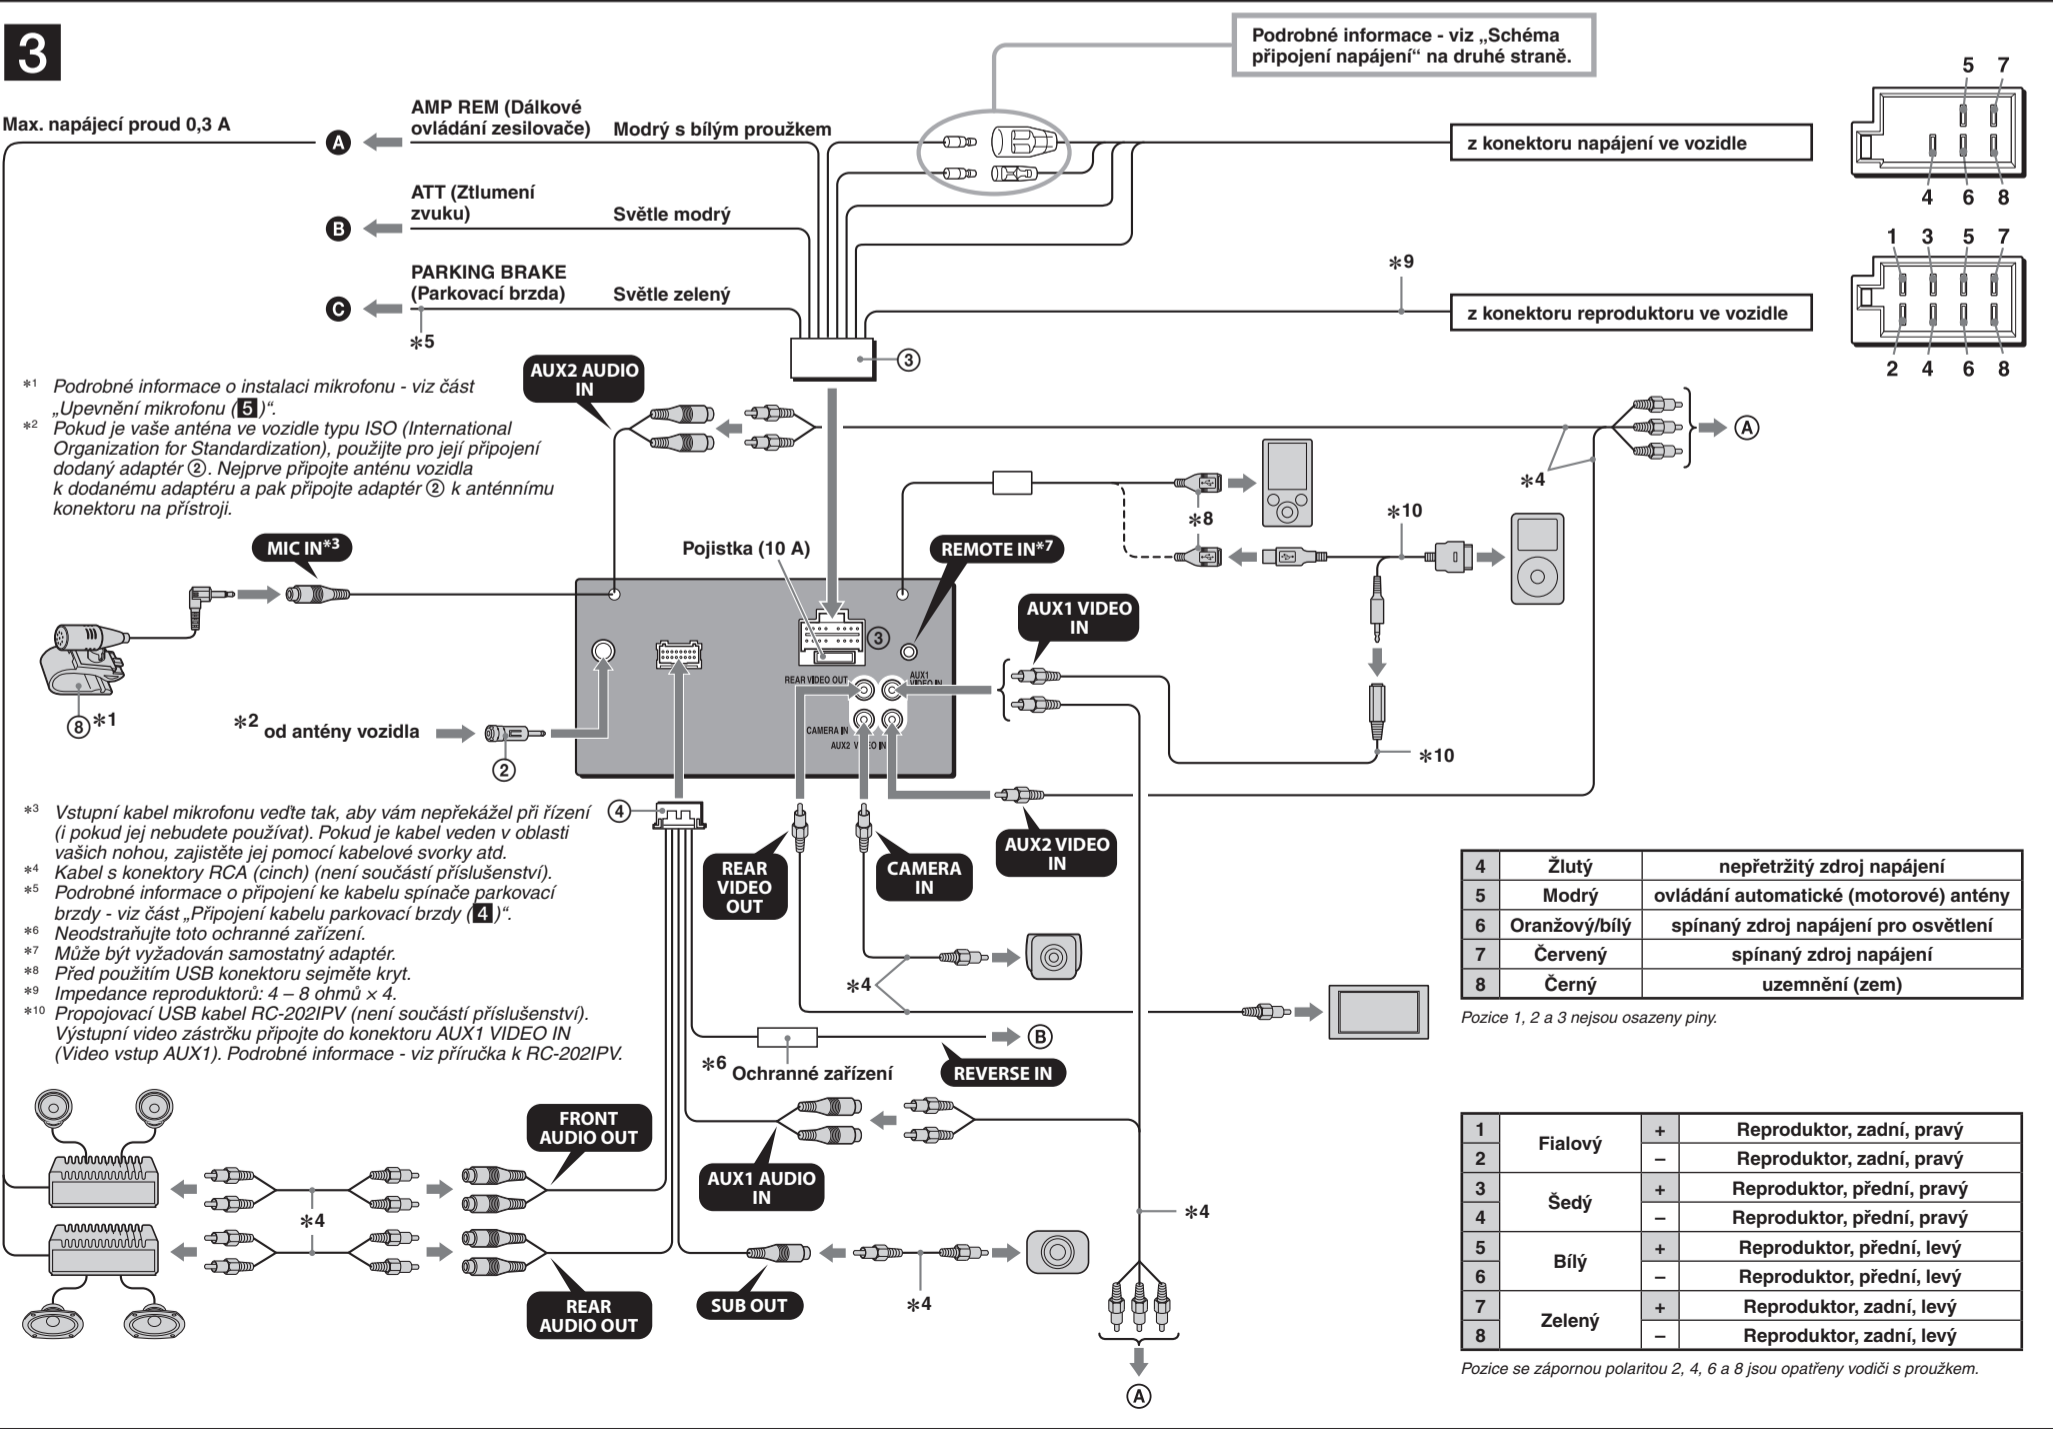 3
Podrobné informace - viz „Schéma
připojení napájení“ na druhé straně.
Max. napájecí proud 0,3 A
A
AMP REM (Dálkové
ovládání zesilovače)
Modrý s bílým proužkem
z konektoru napájení ve vozidle
5 7
4 6 8
B
ATT (Ztlumení
zvuku)
Světle modrý
C
PARKING BRAKE
(Parkovací brzda)
Světle zelený
*5
*9
z konektoru reproduktoru ve vozidle
1 3 5 7
2 4 6 8
③
*1 Podrobné informace o instalaci mikrofonu - viz část
„Upevnění mikrofonu (5)“.
*2 Pokud je vaše anténa ve vozidle typu ISO (International
Organization for Standardization), použijte pro její připojení
dodaný adaptér ②. Nejprve připojte anténu vozidla
k dodanému adaptéru a pak připojte adaptér ② k anténnímu
konektoru na přístroji.
AUX2 AUDIO
IN
Ⓐ
*4
*8
*10
MIC IN*3
Pojistka (10 A)
REMOTE IN*7
AUX1 VIDEO
IN
③
REAR VIDEO OUT
AUX1
VIDEO IN
CAMERA IN
AUX2 V EO IN
⑧*1
*2 od antény vozidla
②
*10
*3 Vstupní kabel mikrofonu veďte tak, aby vám nepřekážel při řízení
(i pokud jej nebudete používat). Pokud je kabel veden v oblasti
vašich nohou, zajistěte jej pomocí kabelové svorky atd.
*4 Kabel s konektory RCA (cinch) (není součástí příslušenství).
*5 Podrobné informace o připojení ke kabelu spínače parkovací
brzdy - viz část „Připojení kabelu parkovací brzdy (4)“.
*6 Neodstraňujte toto ochranné zařízení.
*7 Může být vyžadován samostatný adaptér.
*8 Před použitím USB konektoru sejměte kryt.
*9 Impedance reproduktorů: 4 – 8 ohmů × 4.
*10 Propojovací USB kabel RC-202IPV (není součástí příslušenství).
Výstupní video zástrčku připojte do konektoru AUX1 VIDEO IN
(Video vstup AUX1). Podrobné informace - viz příručka k RC-202IPV.
④
REAR
VIDEO
OUT
CAMERA
IN
AUX2 VIDEO
IN
*4
4 Žlutý nepřetržitý zdroj napájení
5 Modrý ovládání automatické (motorové) antény
6 Oranžový/bílý spínaný zdroj napájení pro osvětlení
7 Červený spínaný zdroj napájení
8 Černý uzemnění (zem)
Pozice 1, 2 a 3 nejsou osazeny piny.
Ⓑ
*6 Ochranné zařízení
REVERSE IN
FRONT
AUDIO OUT
AUX1 AUDIO
IN
*4
REAR
AUDIO OUT
SUB OUT
*4
*4
Ⓐ
1 Fialový + Reproduktor, zadní, pravý
2 – Reproduktor, zadní, pravý
3 Šedý + Reproduktor, přední, pravý
4 – Reproduktor, přední, pravý
5 Bílý + Reproduktor, přední, levý
6 – Reproduktor, přední, levý
7 Zelený + Reproduktor, zadní, levý
8 – Reproduktor, zadní, levý
Pozice se zápornou polaritou 2, 4, 6 a 8 jsou opatřeny vodiči s proužkem.